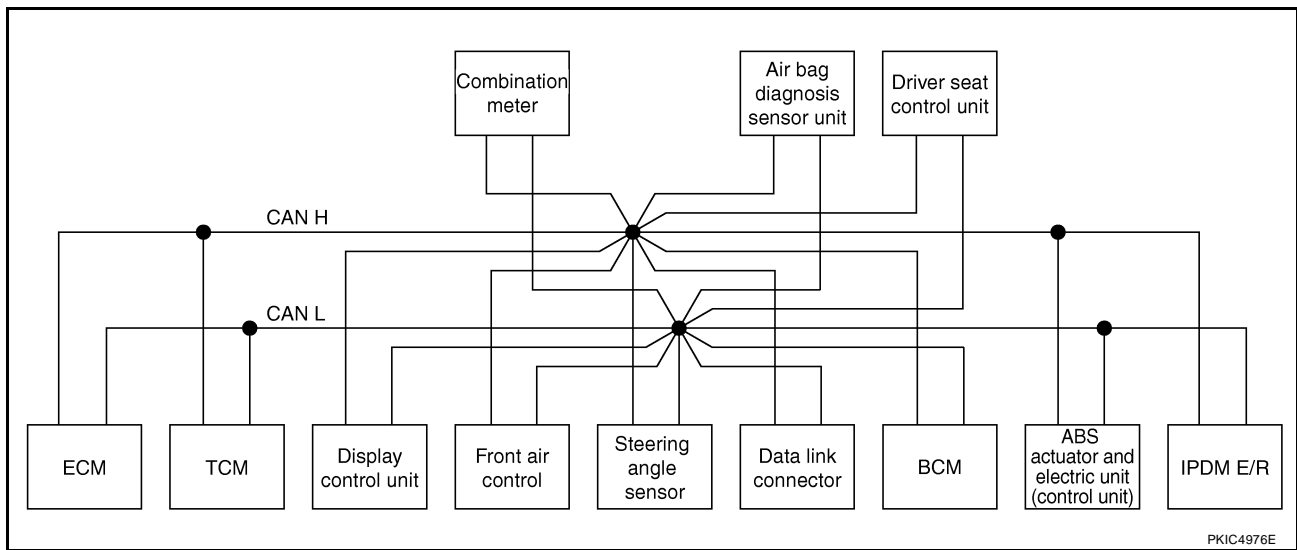 Combination
meter
Air bag
diagnosis
sensor unit
Driver seat
control unit
CAN H
CAN L
ECM
TCM
Display
control unit
Front air
control
Steering
angle
sensor
Data link
connector
BCM
ABS
actuator and
electric unit
(control unit)
IPDM E/R
PKIC4976E